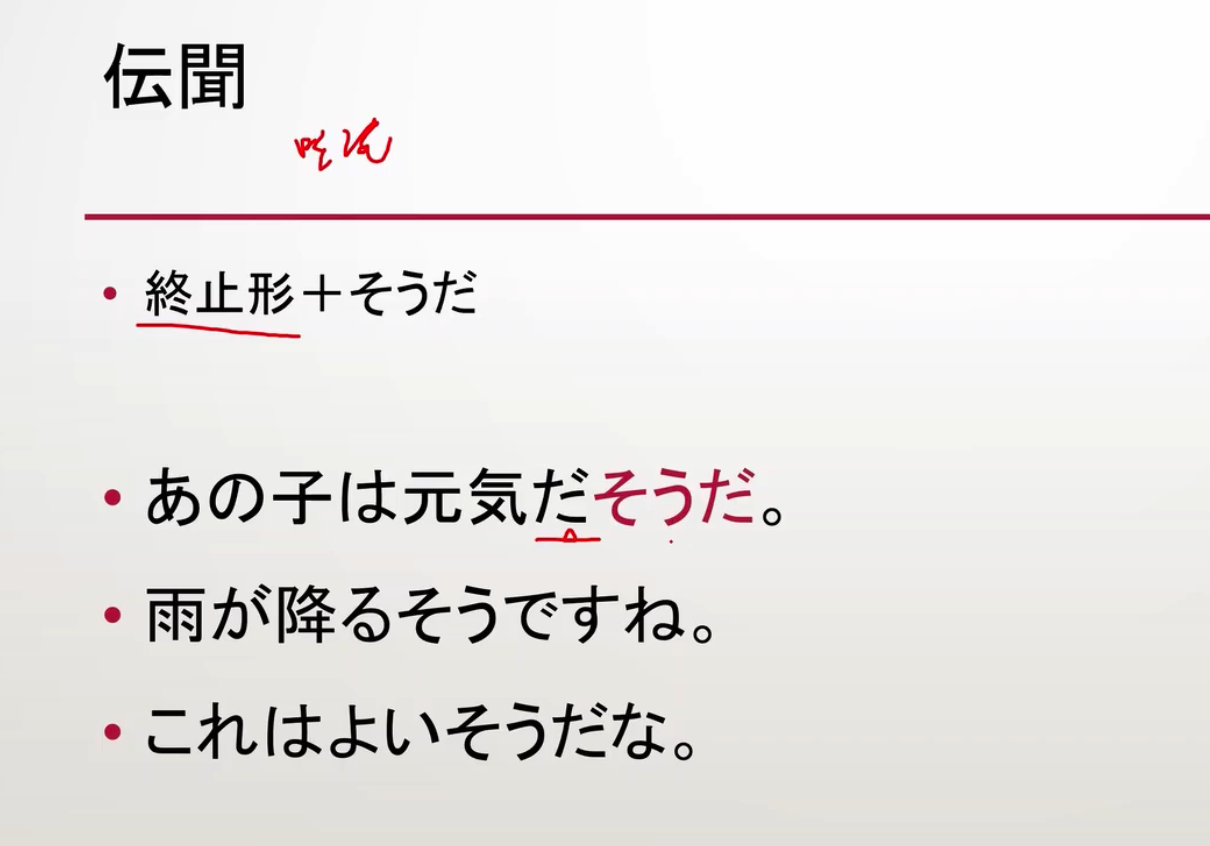 伝聞
听说
• 終止形＋そうだ
• あの子は元気だそうだ。
• 雨が降るそうですね。
• これはよいそうだな。